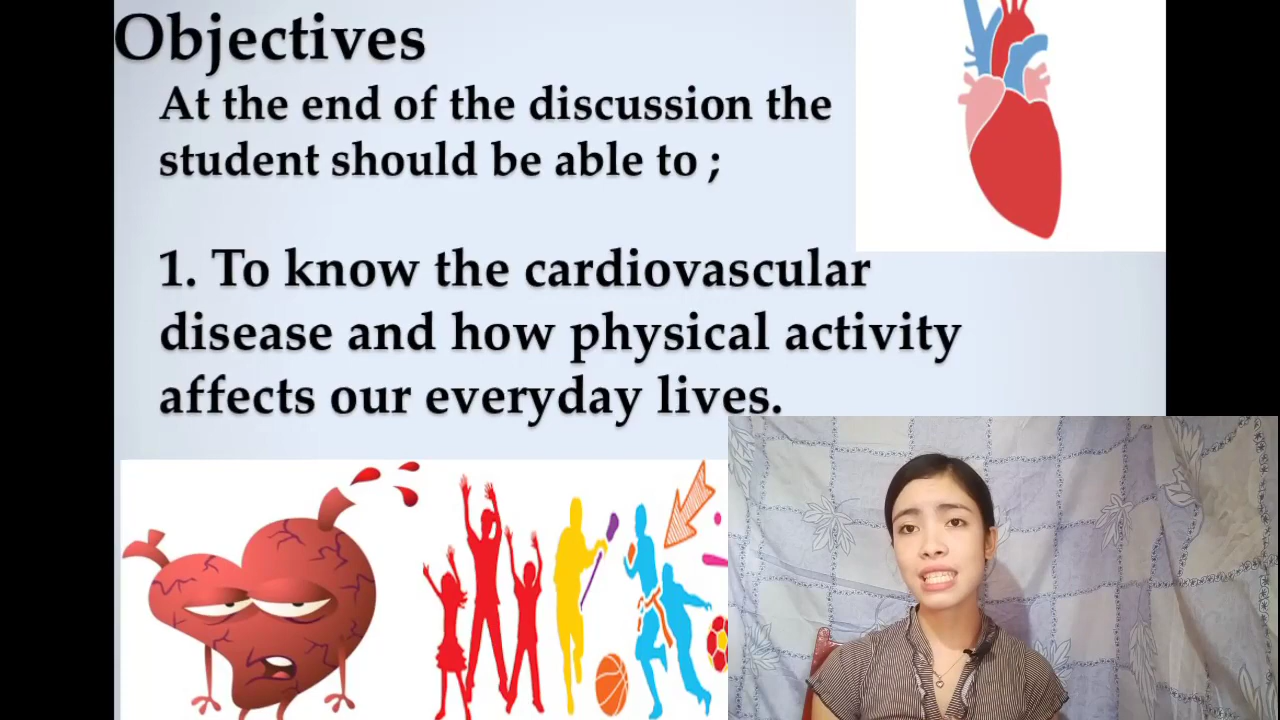 Objectives
At the end of the discussion the
student should be able to ;
1. To know the cardiovascular
disease and how physical activity
affects our everyday lives.